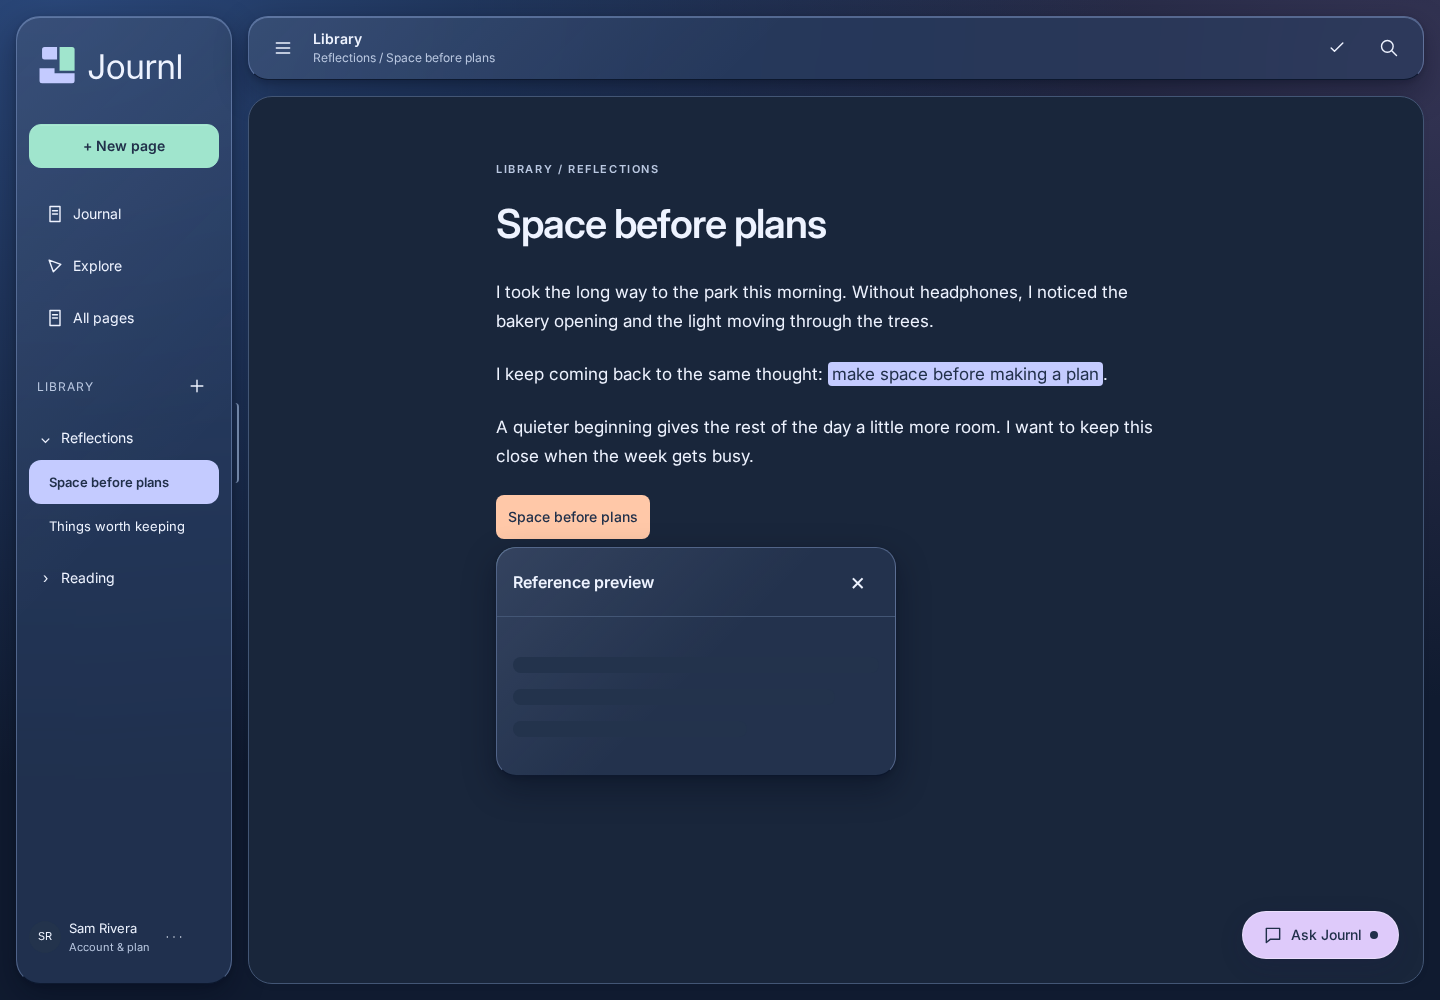 Journl
+ New page
Journal
Explore
All pages
LIBRARY
Reflections
Space before plans
Things worth keeping
Reading
SR
Sam Rivera
Account & plan
Library
Reflections / Space before plans
LIBRARY / REFLECTIONS
Space before plans
I took the long way to the park this morning. Without headphones, I noticed the
bakery opening and the light moving through the trees.
I keep coming back to the same thought: make space before making a plan.
A quieter beginning gives the rest of the day a little more room. I want to keep this
close when the week gets busy.
Space before plans
Reference preview
Ask Journl